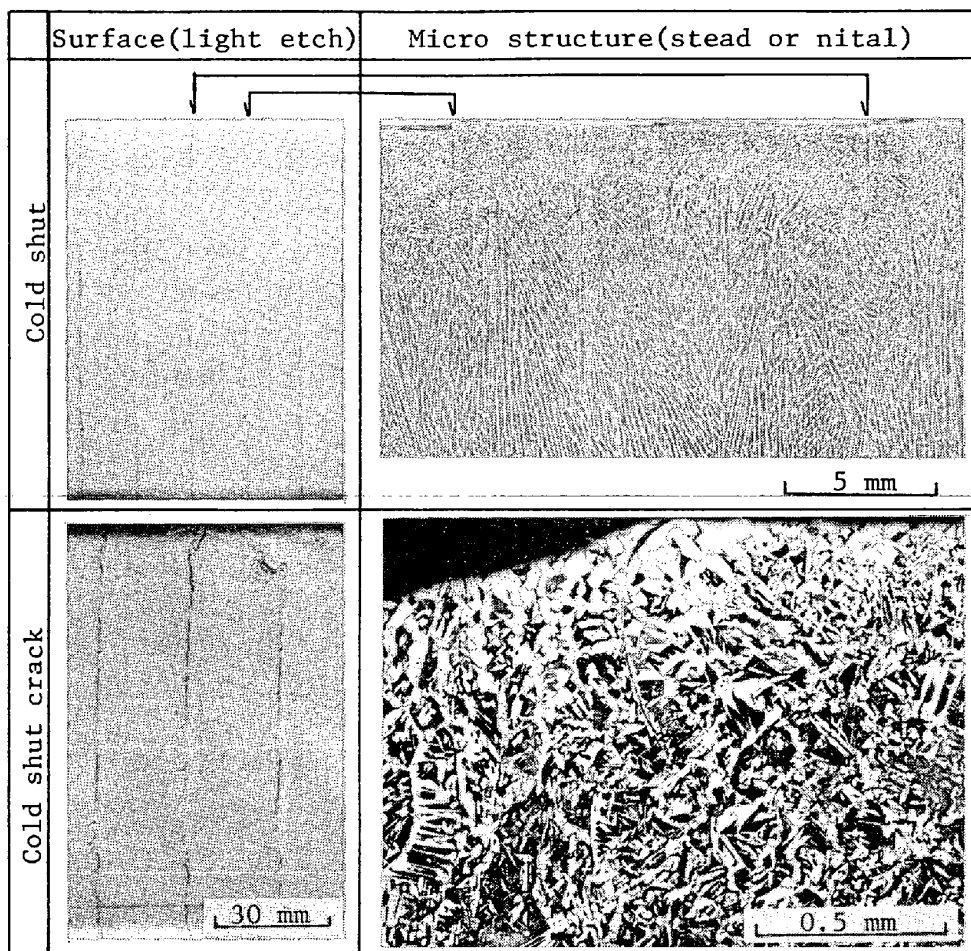 Surface(light etch)
Micro structure(stead or nital)
Cold shut
5 mm
Cold shut crack
30 mm
0.5 mm